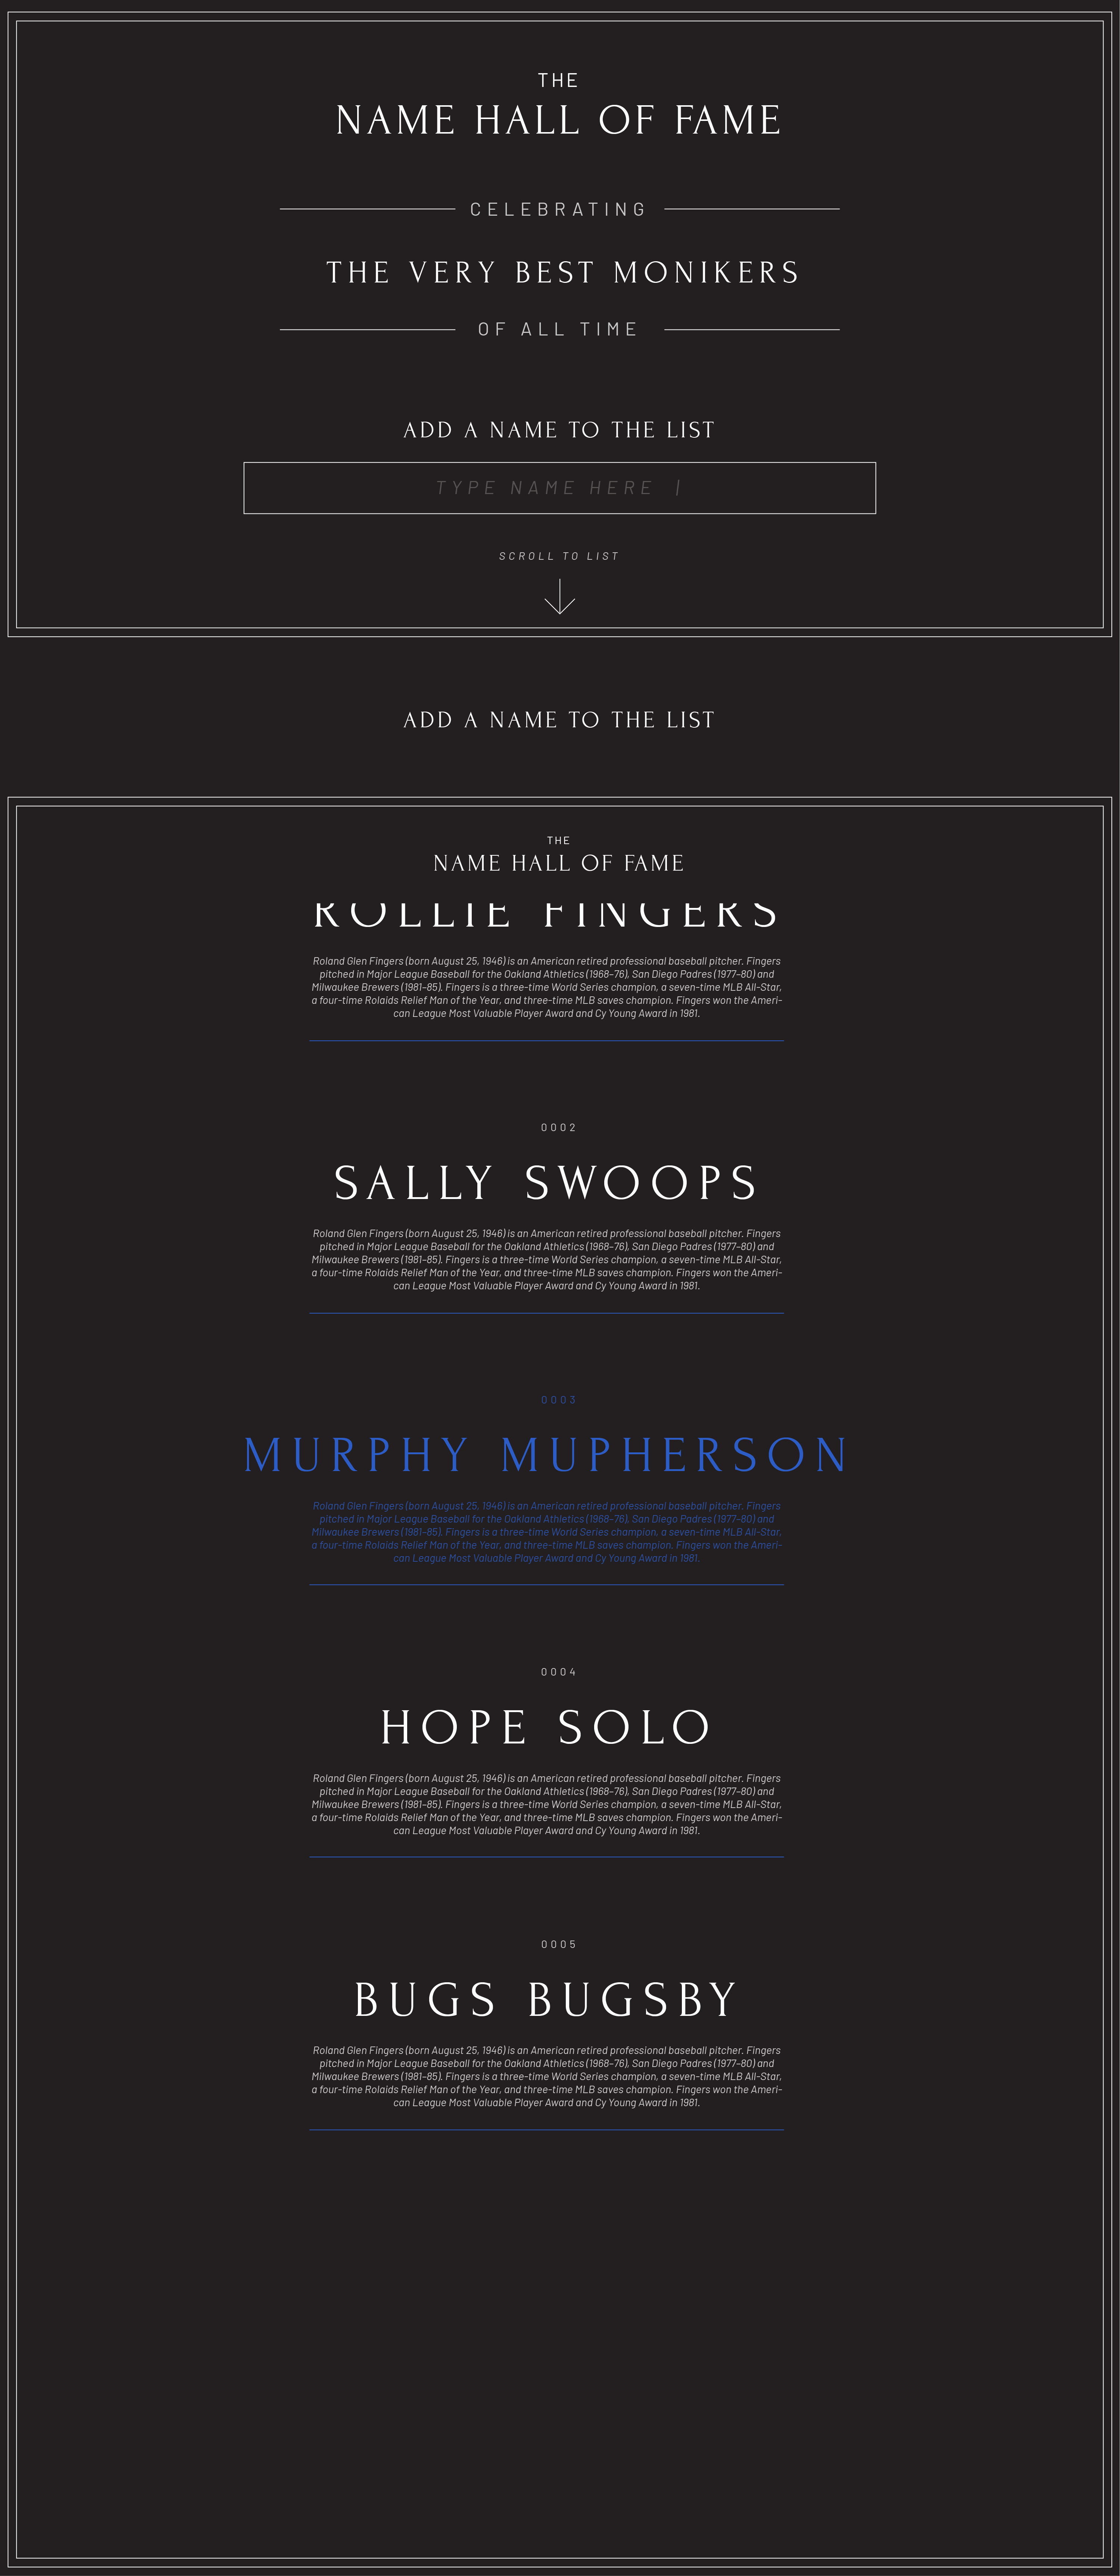 THE
NAME HALL OF FAME
CELEBRATING
THE VERY BEST MONIKERS
OF ALL TIME
ADD A NAME TO THE LIST
TYPE NAME HERE |
SCROLL TO LIST
ADD A NAME TO THE LIST
THE
NAME HALL OF FAME
ROLLIE FINGERS
Roland Glen Fingers (born August 25, 1946) is an American retired professional baseball pitcher. Fingers
pitched in Major League Baseball for the Oakland Athletics (1968–76), San Diego Padres (1977–80) and
Milwaukee Brewers (1981–85). Fingers is a three-time World Series champion, a seven-time MLB All-Star,
a four-time Rolaids Relief Man of the Year, and three-time MLB saves champion. Fingers won the Ameri-
can League Most Valuable Player Award and Cy Young Award in 1981.
0002
SALLY SWOOPS
Roland Glen Fingers (born August 25, 1946) is an American retired professional baseball pitcher. Fingers
pitched in Major League Baseball for the Oakland Athletics (1968–76), San Diego Padres (1977–80) and
Milwaukee Brewers (1981–85). Fingers is a three-time World Series champion, a seven-time MLB All-Star,
a four-time Rolaids Relief Man of the Year, and three-time MLB saves champion. Fingers won the Ameri-
can League Most Valuable Player Award and Cy Young Award in 1981.
0003
MURPHY MUPHERSON
Roland Glen Fingers (born August 25, 1946) is an American retired professional baseball pitcher. Fingers
pitched in Major League Baseball for the Oakland Athletics (1968–76), San Diego Padres (1977–80) and
Milwaukee Brewers (1981–85). Fingers is a three-time World Series champion, a seven-time MLB All-Star,
a four-time Rolaids Relief Man of the Year, and three-time MLB saves champion. Fingers won the Ameri-
can League Most Valuable Player Award and Cy Young Award in 1981.
0004
HOPE SOLO
Roland Glen Fingers (born August 25, 1946) is an American retired professional baseball pitcher. Fingers
pitched in Major League Baseball for the Oakland Athletics (1968–76), San Diego Padres (1977–80) and
Milwaukee Brewers (1981–85). Fingers is a three-time World Series champion, a seven-time MLB All-Star,
a four-time Rolaids Relief Man of the Year, and three-time MLB saves champion. Fingers won the Ameri-
can League Most Valuable Player Award and Cy Young Award in 1981.
0005
BUGS BUGSBY
Roland Glen Fingers (born August 25, 1946) is an American retired professional baseball pitcher. Fingers
pitched in Major League Baseball for the Oakland Athletics (1968–76), San Diego Padres (1977–80) and
Milwaukee Brewers (1981–85). Fingers is a three-time World Series champion, a seven-time MLB All-Star,
a four-time Rolaids Relief Man of the Year, and three-time MLB saves champion. Fingers won the Ameri-
can League Most Valuable Player Award and Cy Young Award in 1981.